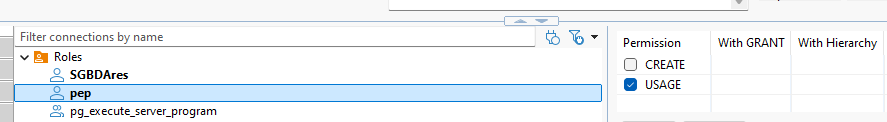 Filter connections by name
Roles
SGBDAres
pep
pg_execute_server_program
Permission With GRANT With Hierarchy
CREATE
USAGE